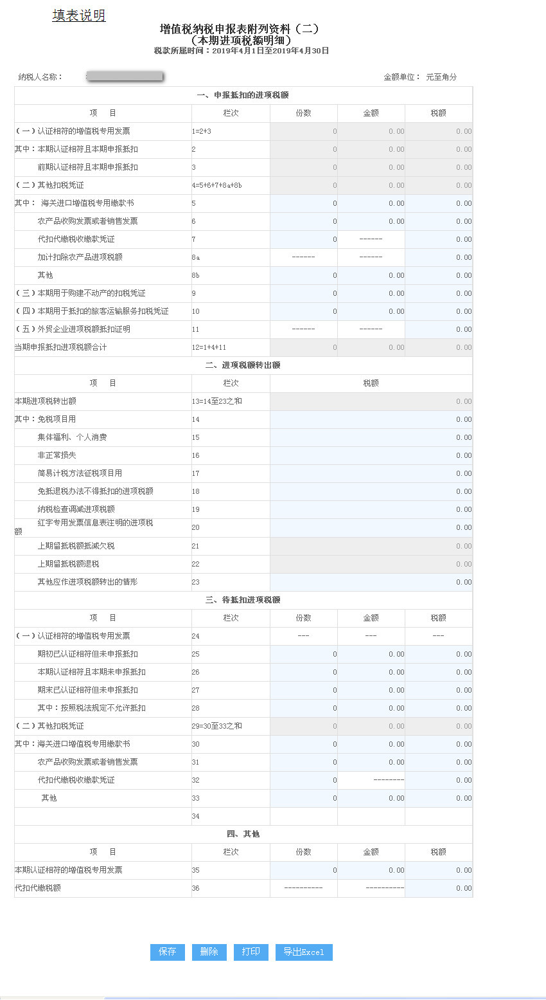 填表说明
增值税纳税申报表附列资料（二）
（本期进项税额明细）
税款所属时间：2019年4月1日至2019年4月30日
纳税人名称： 金额单位： 元至角分
一、申报抵扣的进项税额
项 目 栏次 份数 金额 税额
（一）认证相符的增值税专用发票 1=2+3 0 0.00 0.00
其中：本期认证相符且本期申报抵扣 2 0 0.00 0.00
前期认证相符且本期申报抵扣 3 0 0.00 0.00
（二）其他扣税凭证 4=5+6+7+8a+8b 0 0.00 0.00
其中： 海关进口增值税专用缴款书 5 0 0.00 0.00
农产品收购发票或者销售发票 6 0 0.00 0.00
代扣代缴税收缴款凭证 7 0 ------ 0.00
加计扣除农产品进项税额 8a ------ ------ 0.00
其他 8b 0 0.00 0.00
（三）本期用于购建不动产的扣税凭证 9 0 0.00 0.00
（四）本期用于抵扣的旅客运输服务扣税凭证 10 0 0.00 0.00
（五）外贸企业进项税额抵扣证明 11 ------ ------ 0.00
当期申报抵扣进项税额合计 12=1+4+11 0 0.00 0.00
二、进项税额转出额
项 目 栏次 税额
本期进项税转出额 13=14至23之和 0.00
其中：免税项目用 14 0.00
集体福利、个人消费 15 0.00
非正常损失 16 0.00
简易计税方法征税项目用 17 0.00
免抵退税办法不得抵扣的进项税额 18 0.00
纳税检查调减进项税额 19 0.00
红字专用发票信息表注明的进项税
额 20 0.00
上期留抵税额抵减欠税 21 0.00
上期留抵税额退税 22 0.00
其他应作进项税额转出的情形 23 0.00
三、待抵扣进项税额
项 目 栏次 份数 金额 税额
（一）认证相符的增值税专用发票 24 --- --- ---
期初已认证相符但未申报抵扣 25 0 0.00 0.00
本期认证相符且本期未申报抵扣 26 0 0.00 0.00
期末已认证相符但未申报抵扣 27 0 0.00 0.00
其中：按照税法规定不允许抵扣 28 0 0.00 0.00
（二）其他扣税凭证 29=30至33之和 0 0.00 0.00
其中：海关进口增值税专用缴款书 30 0 0.00 0.00
农产品收购发票或者销售发票 31 0 0.00 0.00
代扣代缴税收缴款凭证 32 0 -------- 0.00
其他 33 0 0.00 0.00
34
四、其他
项 目 栏次 份数 金额 税额
本期认证相符的增值税专用发票 35 0 0.00 0.00
代扣代缴税额 36 ---------- ---------- 0.00
保存 删除 打印 导出Excel